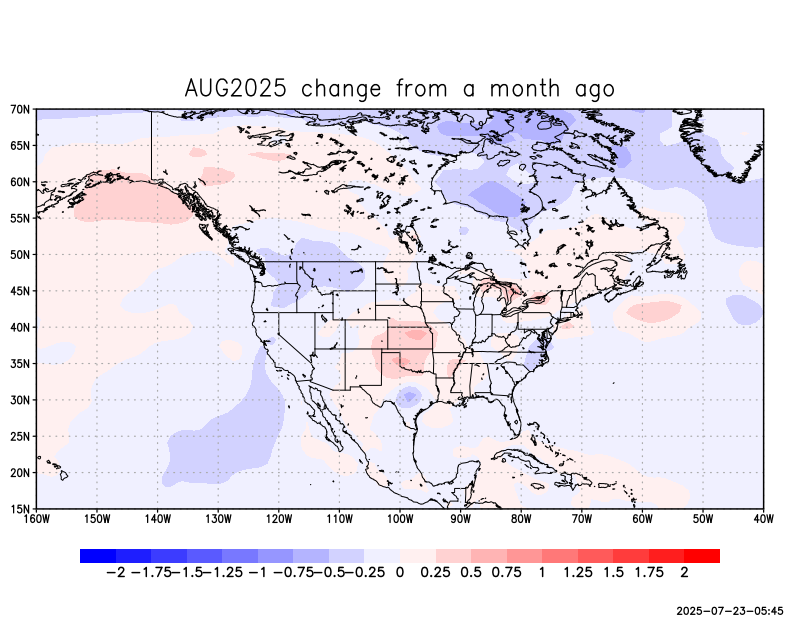 AUG2025 change from a month ago
70N
65N
60N
55N
50N
45N
40N
35N
30N
25N
20N
15N
160W 150W 140W 130W 120W 110W 100W 90W 80W 70W 60W 50W 40W
−2 −1.75 −1.5 −1.25 −1 −0.75 −0.5 −0.25 0 0.25 0.5 0.75 1 1.25 1.5 1.75 2
2025−07−23−05:45